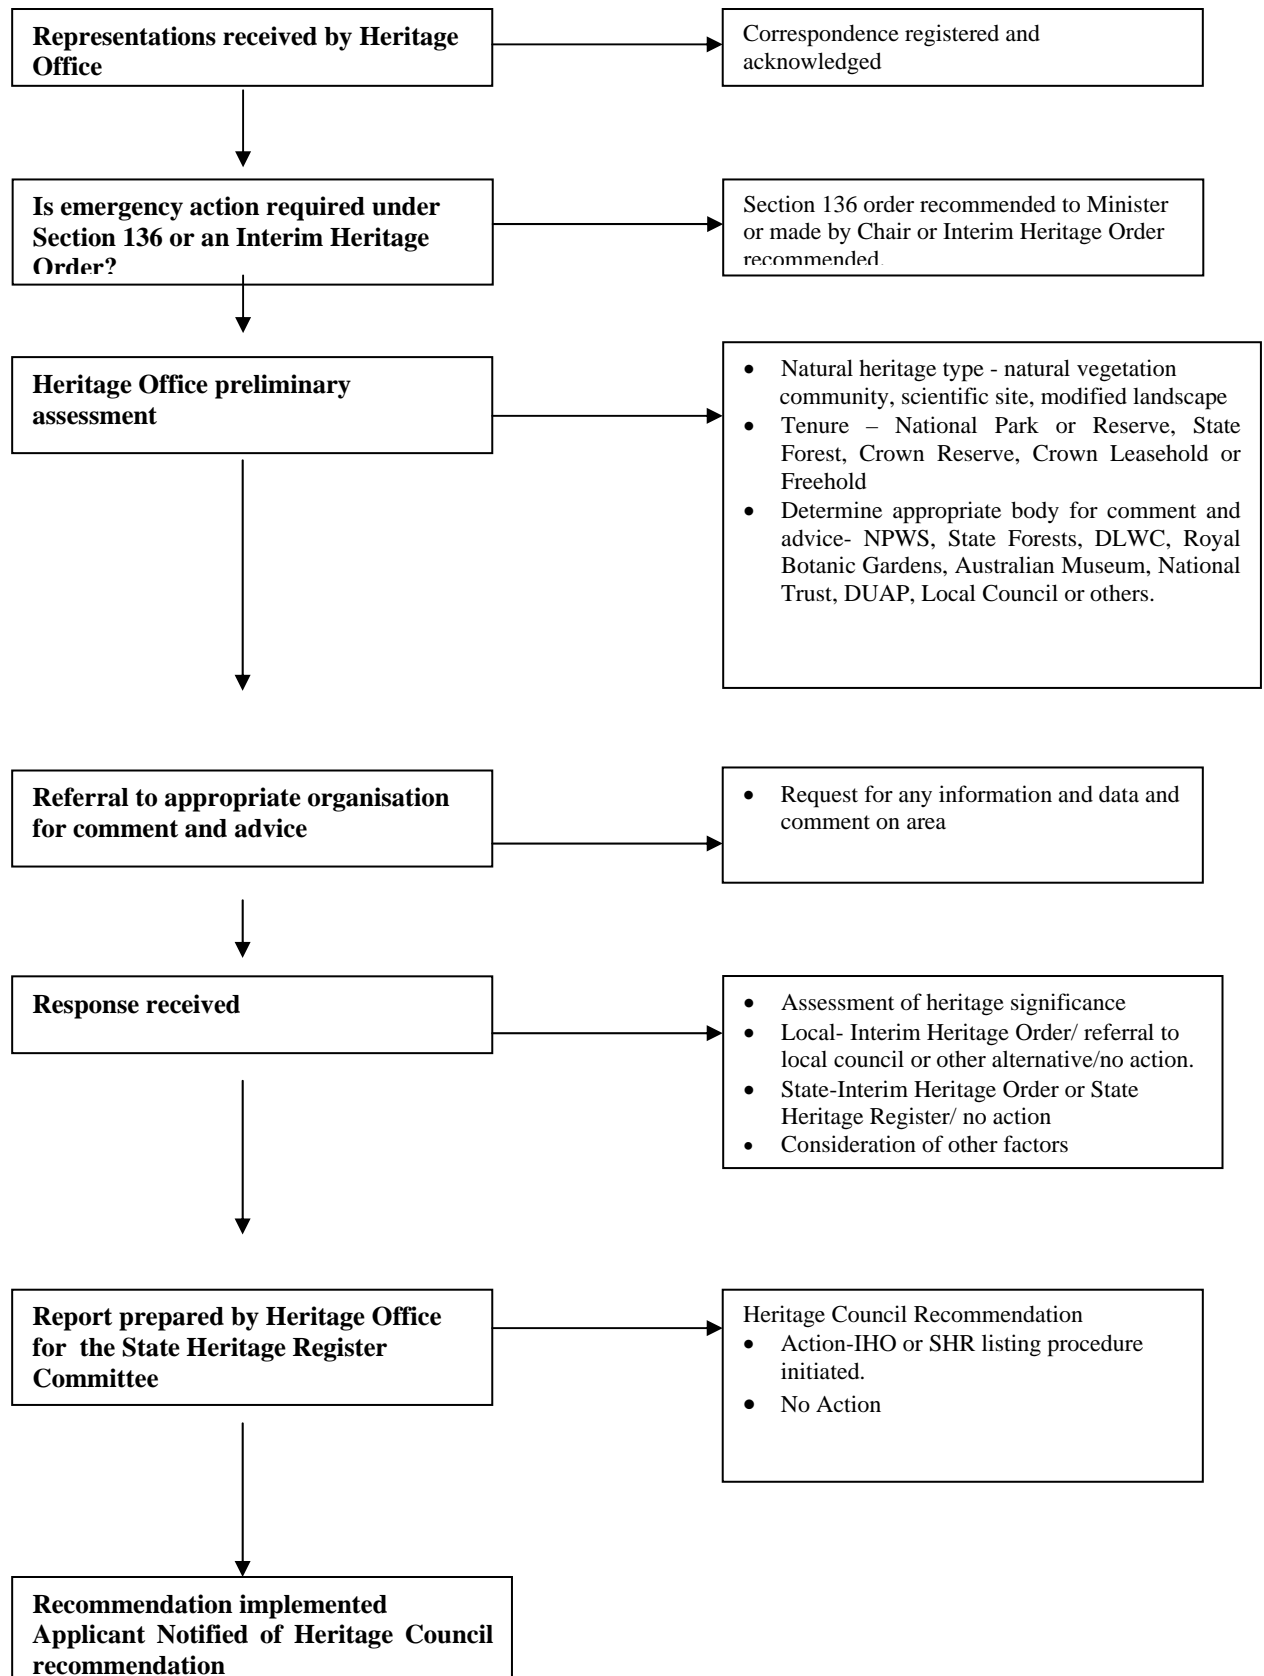 Representations received by Heritage
Office
Correspondence registered and
acknowledged
Is emergency action required under
Section 136 or an Interim Heritage
Order?
Section 136 order recommended to Minister
or made by Chair or Interim Heritage Order
recommended.
Heritage Office preliminary
assessment
• Natural heritage type - natural vegetation
community, scientific site, modified landscape
• Tenure – National Park or Reserve, State
Forest, Crown Reserve, Crown Leasehold or
Freehold
• Determine appropriate body for comment and
advice- NPWS, State Forests, DLWC, Royal
Botanic Gardens, Australian Museum, National
Trust, DUAP, Local Council or others.
Referral to appropriate organisation
for comment and advice
• Request for any information and data and
comment on area
Response received
• Assessment of heritage significance
• Local- Interim Heritage Order/ referral to
local council or other alternative/no action.
• State-Interim Heritage Order or State
Heritage Register/ no action
• Consideration of other factors
Report prepared by Heritage Office
for the State Heritage Register
Committee
Heritage Council Recommendation
• Action-IHO or SHR listing procedure
initiated.
• No Action
Recommendation implemented
Applicant Notified of Heritage Council
recommendation